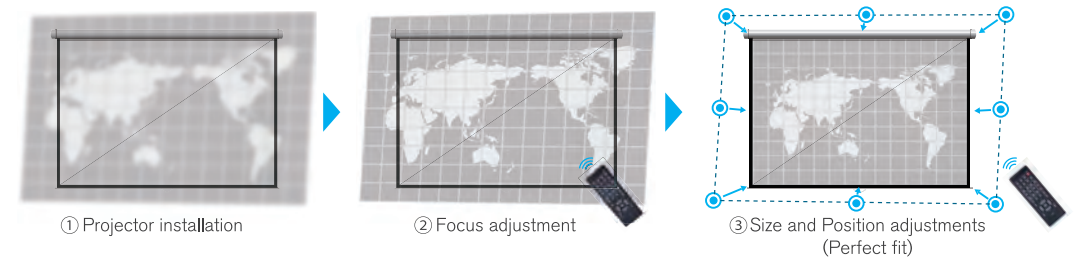 ① Projector installation
② Focus adjustment
③ Size and Position adjustments
(Perfect fit)